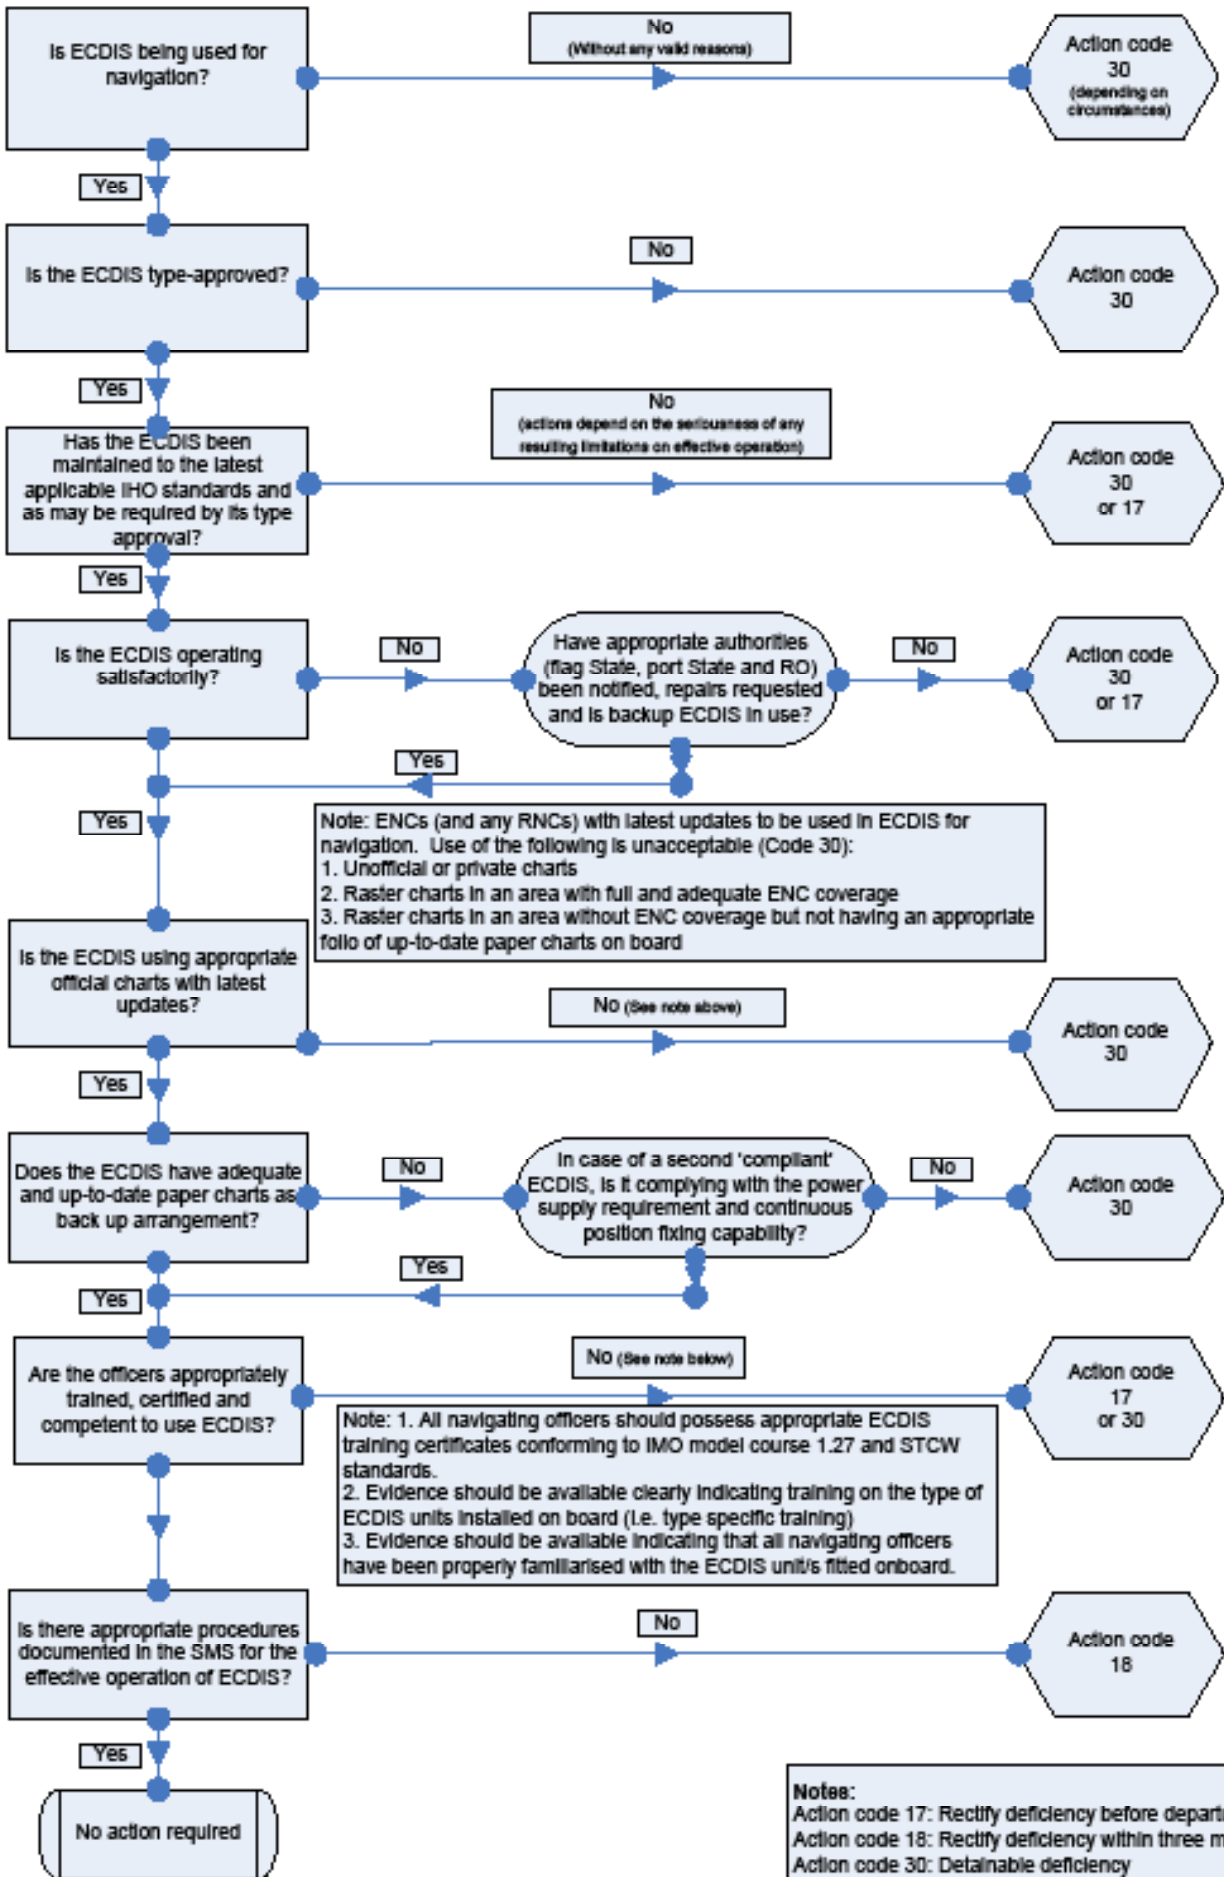 Is ECDIS being used for
navigation?
No
(Without any valid reasons)
Action code
30
(depending on
circumstances)
Yes
Is the ECDIS type-approved?
No
Action code
30
Yes
Has the ECDIS been
maintained to the latest
applicable IHO standards and
as may be required by its type
approval?
No
(actions depend on the seriousness of any
resulting limitations on effective operation)
Action code
30
or 17
Yes
Is the ECDIS operating
satisfactorily?
No
Have appropriate authorities
(flag State, port State and RO)
been notified, repairs requested
and is backup ECDIS in use?
No
Action code
30
or 17
Yes
Yes
Note: ENCs (and any RNCs) with latest updates to be used in ECDIS for
navigation.  Use of the following is unacceptable (Code 30):
1. Unofficial or private charts
2. Raster charts in an area with full and adequate ENC coverage
3. Raster charts in an area without ENC coverage but not having an appropriate
folio of up-to-date paper charts on board
Is the ECDIS using appropriate
official charts with latest
updates?
No (See note above)
Action code
30
Yes
Does the ECDIS have adequate
and up-to-date paper charts as
back up arrangement?
No
In case of a second 'compliant'
ECDIS, is it complying with the power
supply requirement and continuous
position fixing capability?
No
Action code
30
Yes
Yes
Are the officers appropriately
trained, certified and
competent to use ECDIS?
No (See note below)
Action code
17
or 30
Note: 1. All navigating officers should possess appropriate ECDIS
training certificates conforming to IMO model course 1.27 and STCW
standards.
2. Evidence should be available clearly indicating training on the type of
ECDIS units installed on board (i.e. type specific training)
3. Evidence should be available indicating that all navigating officers
have been properly familiarised with the ECDIS unit/s fitted onboard.
Is there appropriate procedures
documented in the SMS for the
effective operation of ECDIS?
No
Action code
18
Yes
No action required
Notes:
Action code 17: Rectify deficiency before depart
Action code 18: Rectify deficiency within three m
Action code 30: Detainable deficiency